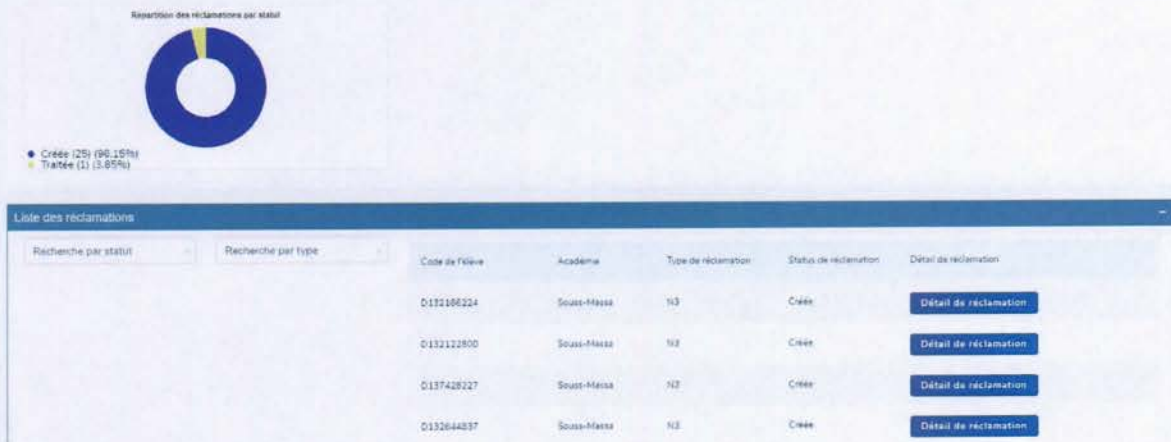 Répartition des réclamations par statut
Créée (25) (96.15%)
Traitée (1) (3.85%)
Liste des réclamations
Recherche par statut Recherche par type
Code de l'élève Académie Type de réclamation Status de réclamation Détail de réclamation
D132186224 Souss-Massa N3 Créée Détail de réclamation
D132122800 Souss-Massa N3 Créée Détail de réclamation
D137428227 Souss-Massa N3 Créée Détail de réclamation
D132644837 Souss-Massa N3 Créée Détail de réclamation